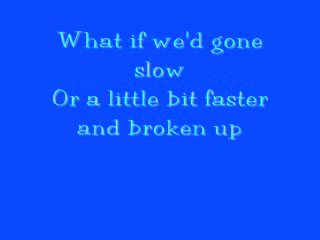 What if we'd gone
slow
Or a little bit faster
and broken up